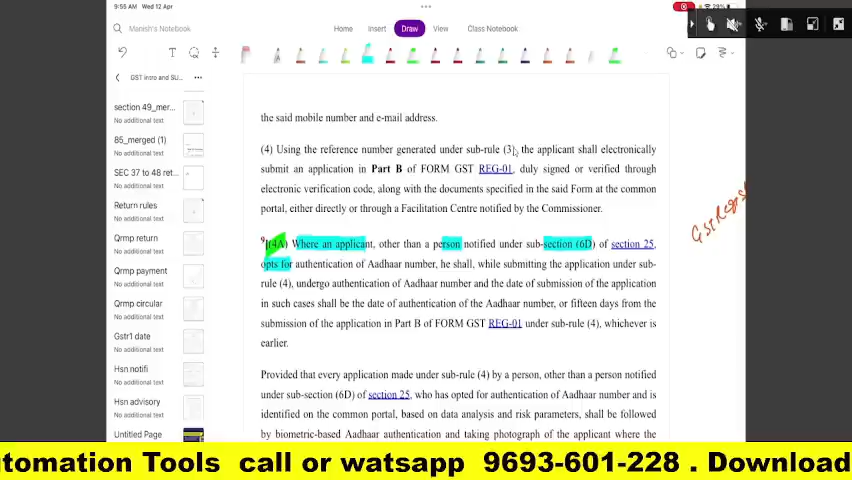 9:55 AM Wed 12 Apr
29%
Manish's Notebook
Home Insert Draw View Class Notebook
GST intro and SU...
section 49_mer...
No additional text
85_merged (1)
No additional text
SEC 37 to 48 ret...
No additional text
Return rules
No additional text
Qrmp return
No additional text
Qrmp payment
No additional text
Qrmp circular
No additional text
Gstr1 date
No additional text
Hsn notifi
No additional text
Hsn advisory
No additional text
Untitled Page
the said mobile number and e-mail address.
(4) Using the reference number generated under sub-rule (3), the applicant shall electronically
submit an application in Part B of FORM GST REG-01, duly signed or verified through
electronic verification code, along with the documents specified in the said Form at the common
portal, either directly or through a Facilitation Centre notified by the Commissioner.
9[(4A) Where an applicant, other than a person notified under sub-section (6D) of section 25,
opts for authentication of Aadhaar number, he shall, while submitting the application under sub-
rule (4), undergo authentication of Aadhaar number and the date of submission of the application
in such cases shall be the date of authentication of the Aadhaar number, or fifteen days from the
submission of the application in Part B of FORM GST REG-01 under sub-rule (4), whichever is
earlier.
Provided that every application made under sub-rule (4) by a person, other than a person notified
under sub-section (6D) of section 25, who has opted for authentication of Aadhaar number and is
identified on the common portal, based on data analysis and risk parameters, shall be followed
by biometric-based Aadhaar authentication and taking photograph of the applicant where the
utomation Tools call or watsapp 9693-601-228 . Download